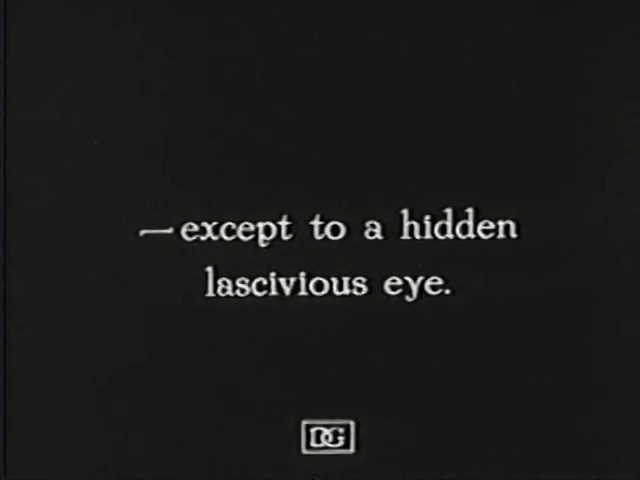 —except to a hidden
lascivious eye.
DG